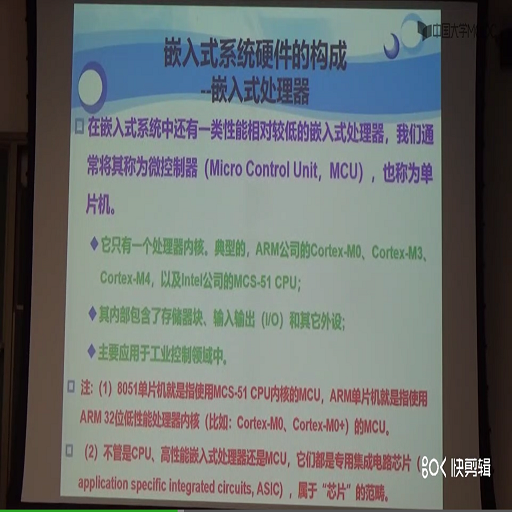 中国大学MOOC
嵌入式系统硬件的构成
--嵌入式处理器
在嵌入式系统中还有一类性能相对较低的嵌入式处理器，我们通
常将其称为微控制器（Micro Control Unit，MCU），也称为单
片机。
它只有一个处理器内核。典型的，ARM公司的Cortex-M0、Cortex-M3、
Cortex-M4，以及Intel公司的MCS-51 CPU；
其内部包含了存储器块、输入输出（I/O）和其它外设；
主要应用于工业控制领域中。
注：（1）8051单片机就是指使用MCS-51 CPU内核的MCU，ARM单片机就是指使用
ARM 32位低性能处理器内核（比如：Cortex-M0、Cortex-M0+）的MCU。
（2）不管是CPU、高性能嵌入式处理器还是MCU，它们都是专用集成电路芯片（
application specific integrated circuits, ASIC），属于“芯片”的范畴。
快剪辑